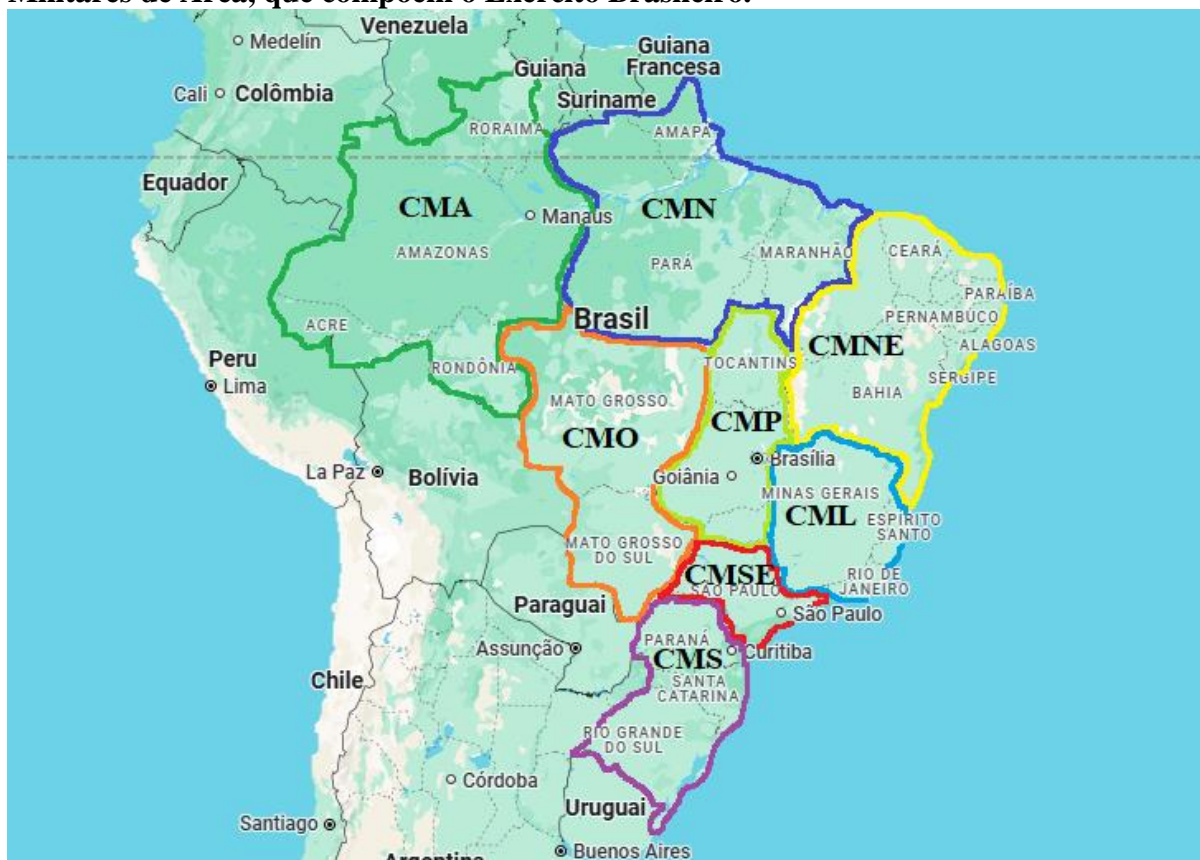 Militares de Área, que compõem o Exército Brasileiro.
Venezuela
Medelín
Guiana
Guiana
Francesa
Cali
Colômbia
Suriname
RORAIMA
AMAPÁ
Equador
CMA
CMN
Manaus
AMAZONAS
PARÁ
MARANHÃO
CEARÁ
PARAÍBA
Brasil
PERNAMBUCO
ACRE
CMNE
ALAGOAS
Peru
RONDÔNIA
TOCANTINS
SERGIPE
Lima
MATO GROSSO
BAHIA
CMP
CMO
Brasília
La Paz
Bolívia
Goiânia
MINAS GERAIS
CML
ESPÍRITO
SANTO
MATO GROSSO
DO SUL
CMSE
RIO DE
JANEIRO
SÃO PAULO
Paraguai
São Paulo
PARANÁ
Assunção
CMS
Curitiba
Chile
SANTA
CATARINA
RIO GRANDE
DO SUL
Córdoba
Uruguai
Santiago
Buenos Aires
Argentina